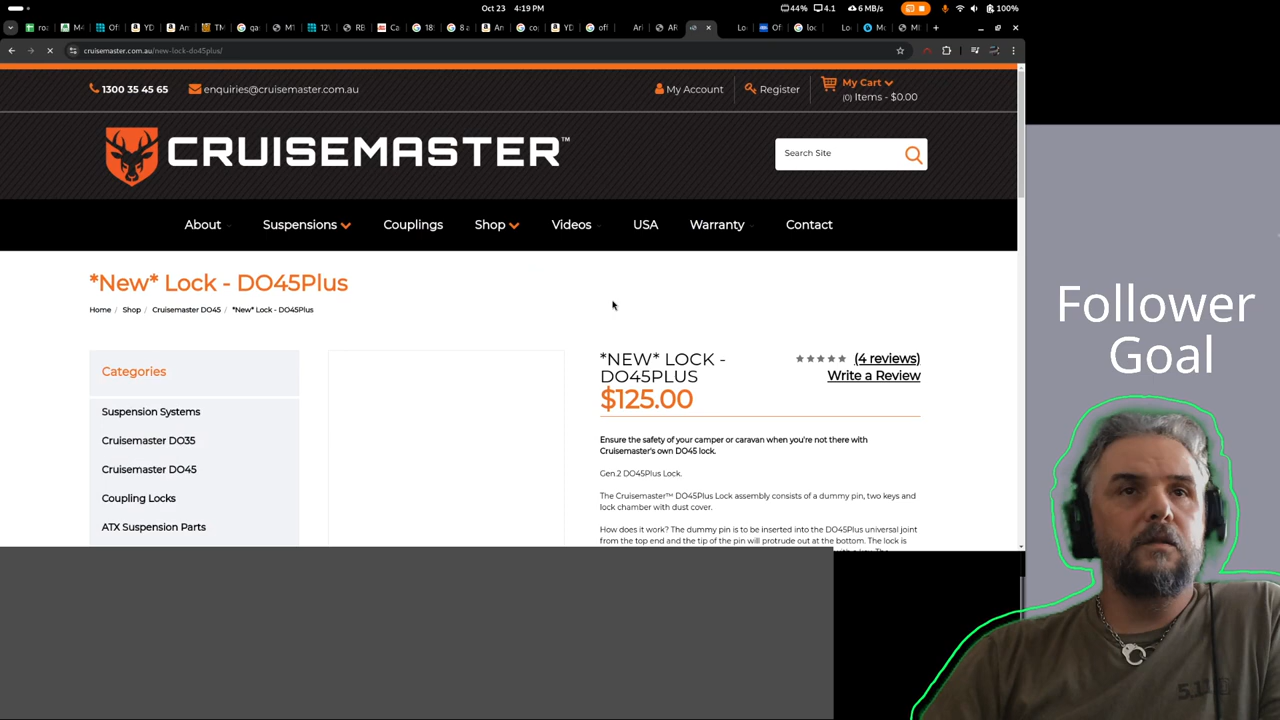 Oct 23 4:19 PM
44% 4.1 6 MB/s 100%
cruisemaster.com.au/new-lock-do45plus/
1300 35 45 65 enquiries@cruisemaster.com.au
My Account Register My Cart
(0) Items - $0.00
CRUISEMASTER™
Search Site
About Suspensions Couplings Shop Videos USA Warranty Contact
*New* Lock - DO45Plus
Home / Shop / Cruisemaster DO45 / *New* Lock - DO45Plus
Categories
Suspension Systems
Cruisemaster DO35
Cruisemaster DO45
Coupling Locks
ATX Suspension Parts
*NEW* LOCK -
DO45PLUS
(4 reviews)
Write a Review
$125.00
Ensure the safety of your camper or caravan when you're not there with
Cruisemaster's own DO45 lock.
Gen.2 DO45Plus Lock.
The Cruisemaster™ DO45Plus Lock assembly consists of a dummy pin, two keys and
lock chamber with dust cover.
How does it work? The dummy pin is to be inserted into the DO45Plus universal joint
from the top end and the tip of the pin will protrude out at the bottom. The lock is
Follower
Goal
5.11